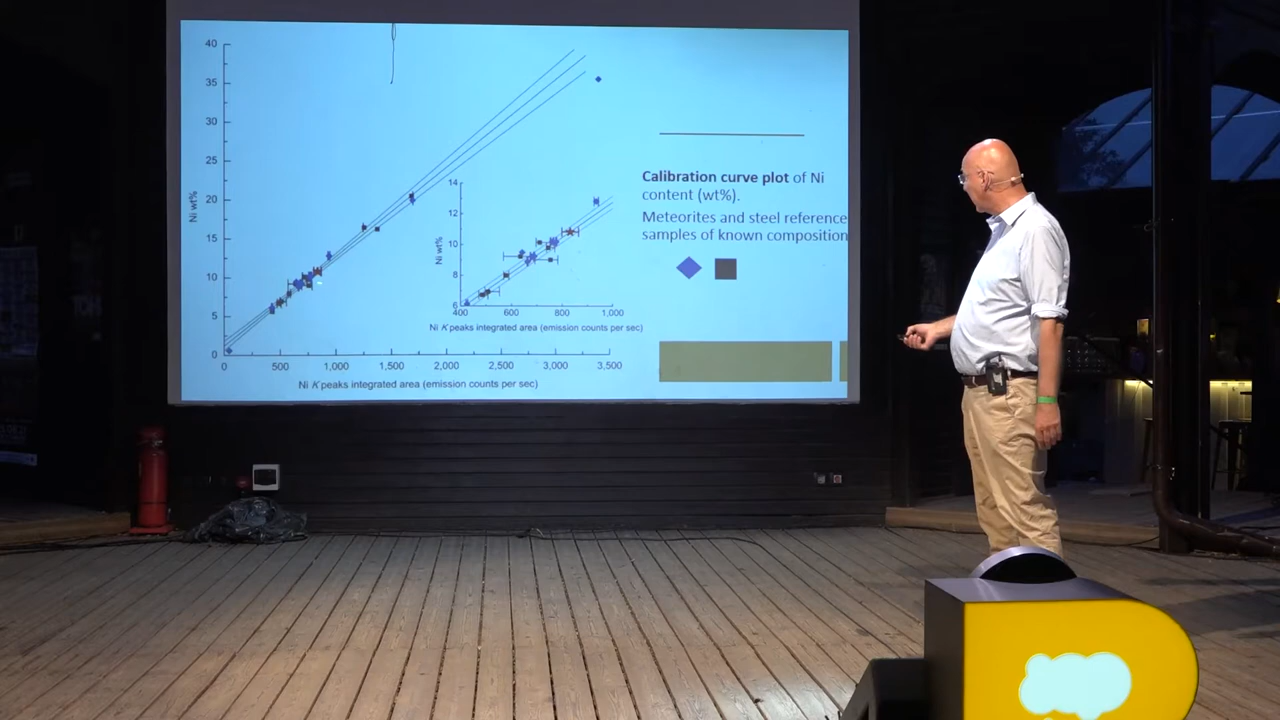 40
35
30
25
20
15
10
5
0
Ni wt%
0 500 1,000 1,500 2,000 2,500 3,000 3,500
Ni K peaks integrated area (emission counts per sec)
14
12
10
8
6
Ni wt%
400 600 800 1,000
Ni K peaks integrated area (emission counts per sec)
Calibration curve plot of Ni
content (wt%).
Meteorites and steel reference
samples of known composition